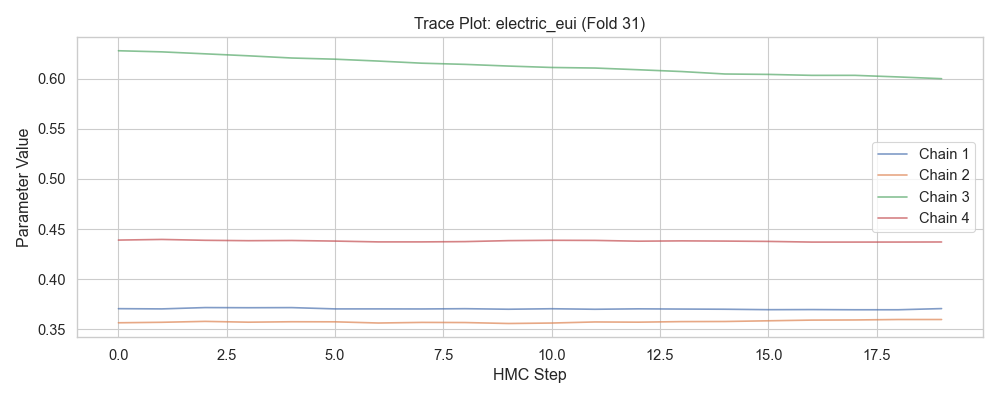 Trace Plot: electric_eui (Fold 31)
Parameter Value
0.60
0.55
0.50
0.45
0.40
0.35
Chain 1
Chain 2
Chain 3
Chain 4
0.0 2.5 5.0 7.5 10.0 12.5 15.0 17.5
HMC Step